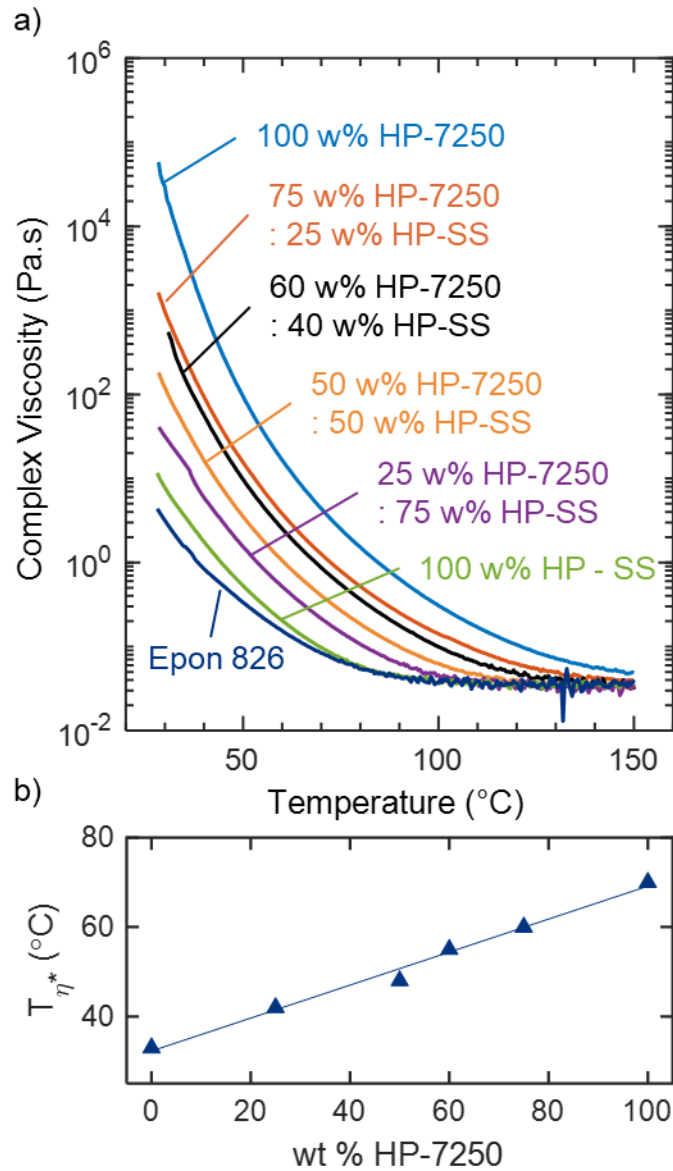 a)
10^6
10^4
10^2
10^0
10^-2
Complex Viscosity (Pa.s)
100 w% HP-7250
75 w% HP-7250
: 25 w% HP-SS
60 w% HP-7250
: 40 w% HP-SS
50 w% HP-7250
: 50 w% HP-SS
25 w% HP-7250
: 75 w% HP-SS
100 w% HP - SS
Epon 826
50
100
150
Temperature (°C)
b)
80
60
40
T_η* (°C)
0
20
40
60
80
100
wt % HP-7250